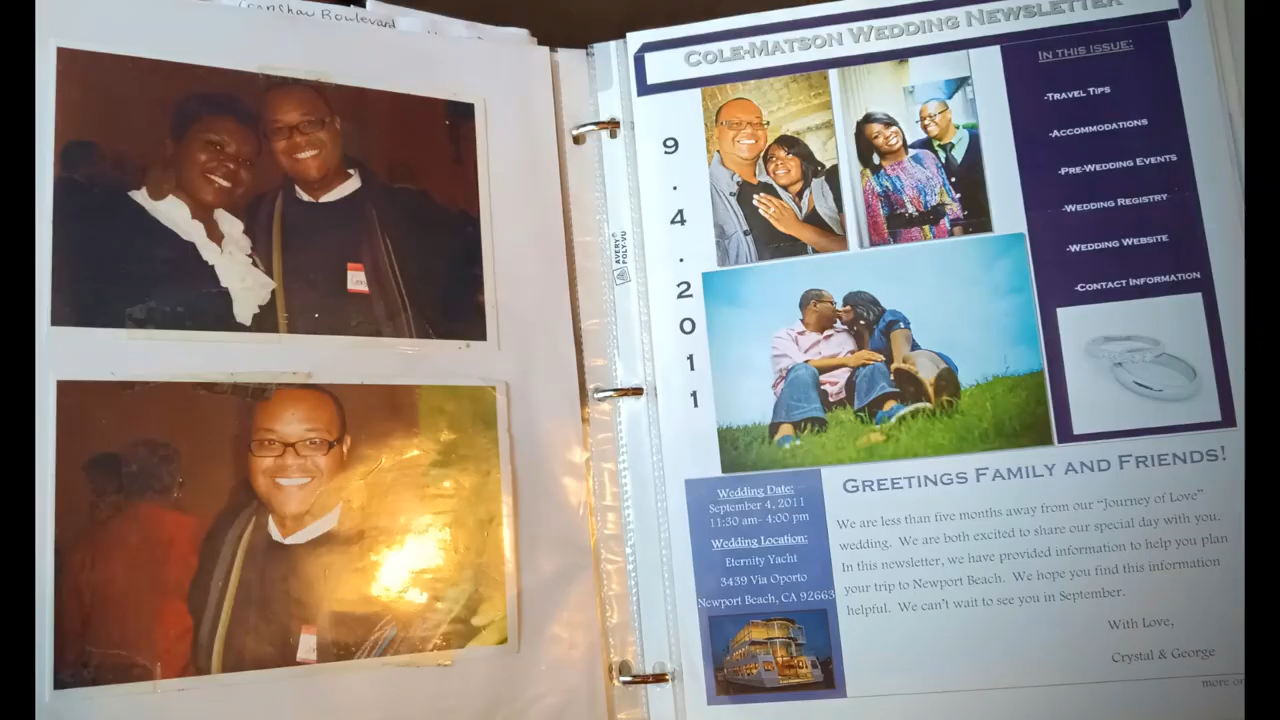 Crenshaw Boulevard
AVERY®
POLY-VU
COLE-MATSON WEDDING NEWSLETTER
9.4.2011
IN THIS ISSUE:
-TRAVEL TIPS
-ACCOMMODATIONS
-PRE-WEDDING EVENTS
-WEDDING REGISTRY
-WEDDING WEBSITE
-CONTACT INFORMATION
Wedding Date:
September 4, 2011
11:30 am- 4:00 pm
Wedding Location:
Eternity Yacht
3439 Via Oporto
Newport Beach, CA 92663
GREETINGS FAMILY AND FRIENDS!
We are less than five months away from our “Journey of Love”
wedding. We are both excited to share our special day with you.
In this newsletter, we have provided information to help you plan
your trip to Newport Beach. We hope you find this information
helpful. We can’t wait to see you in September.
With Love,
Crystal & George
more on